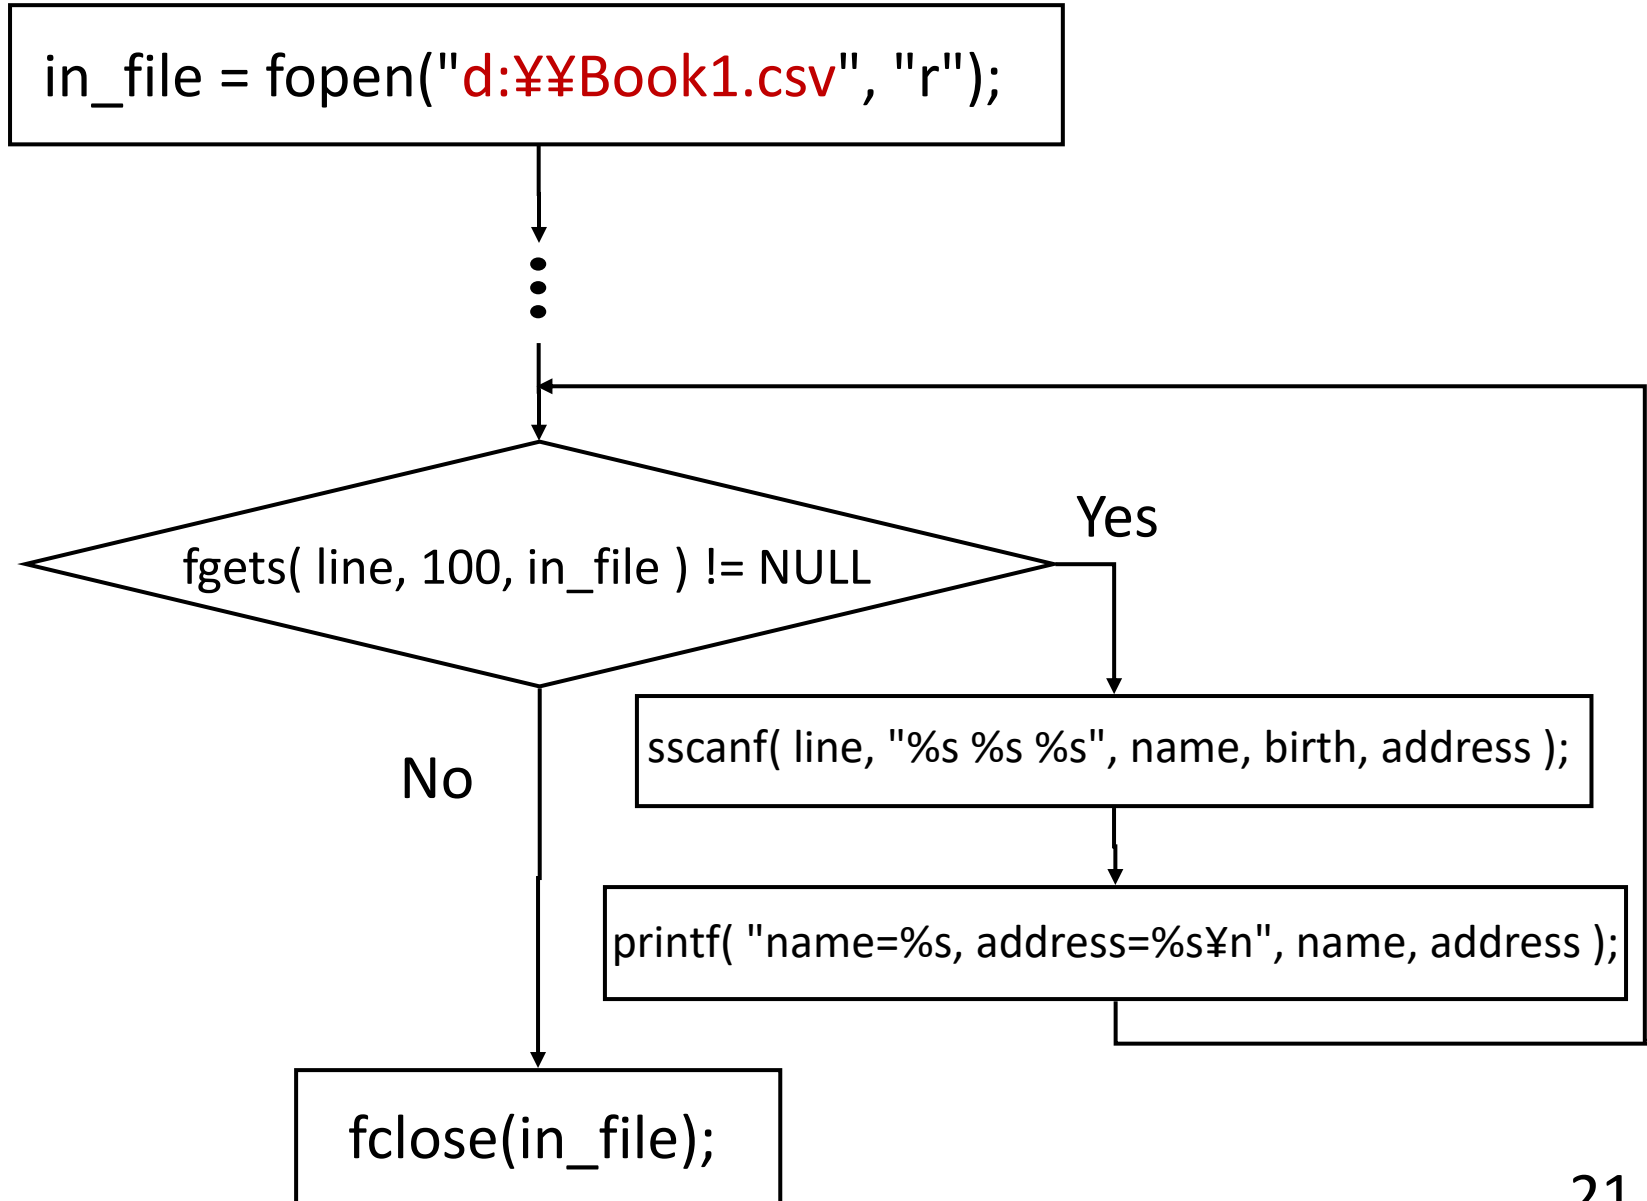 in_file = fopen("d:¥¥Book1.csv", "r");
Yes
fgets( line, 100, in_file ) != NULL
sscanf( line, "%s %s %s", name, birth, address );
No
printf( "name=%s, address=%s¥n", name, address );
fclose(in_file);
21